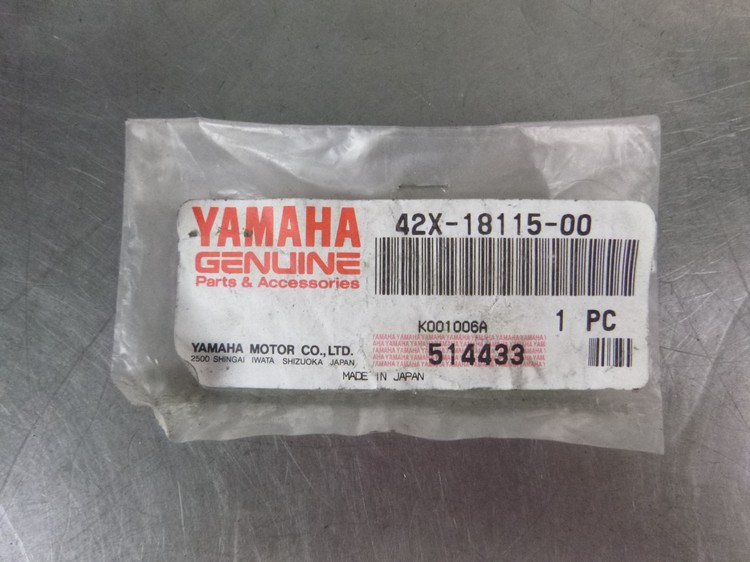 YAMAHA
GENUINE
Parts & Accessories
42X-18115-00
K001006A
1 PC
YAMAHA MOTOR CO.,LTD.
2500 SHINGAI IWATA SHIZUOKA JAPAN
514433
MADE IN JAPAN